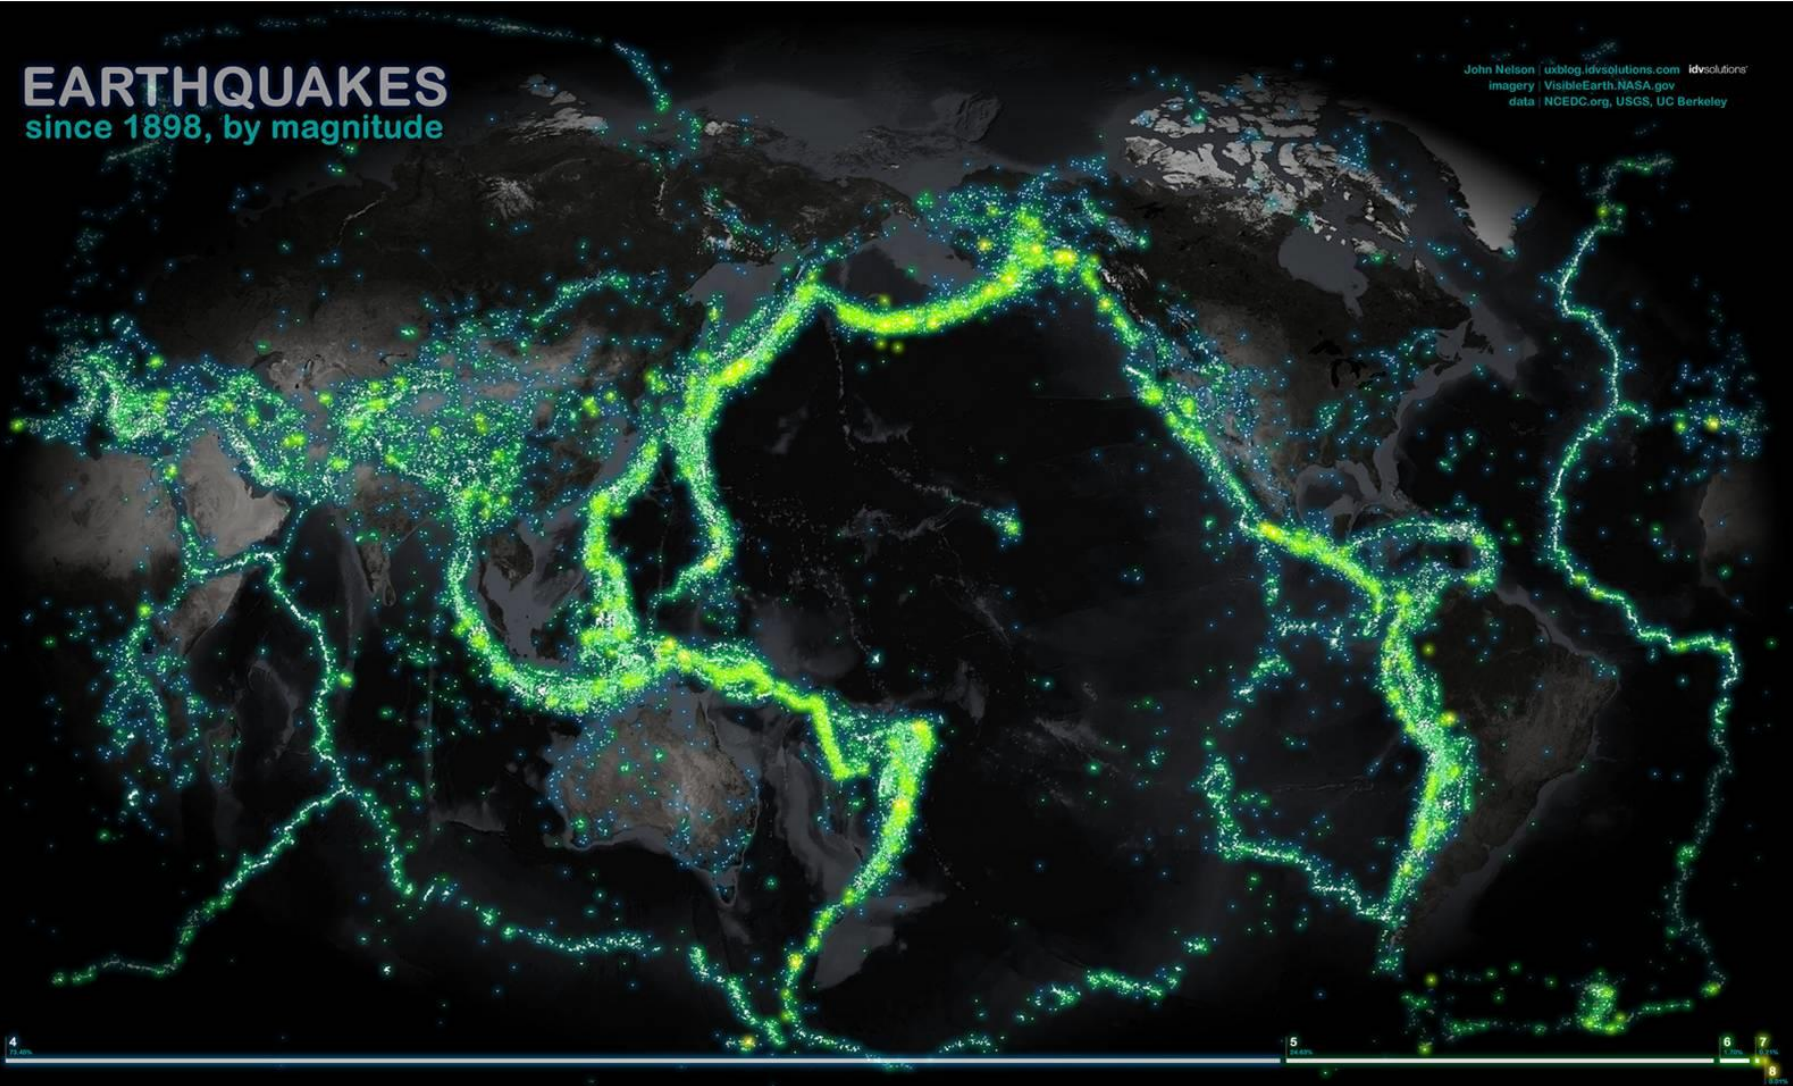 EARTHQUAKES
since 1898, by magnitude
John Nelson | uxblog.idvsolutions.com idvsolutions
imagery | VisibleEarth.NASA.gov
data | NCEDC.org, USGS, UC Berkeley
4
5
6
7
8